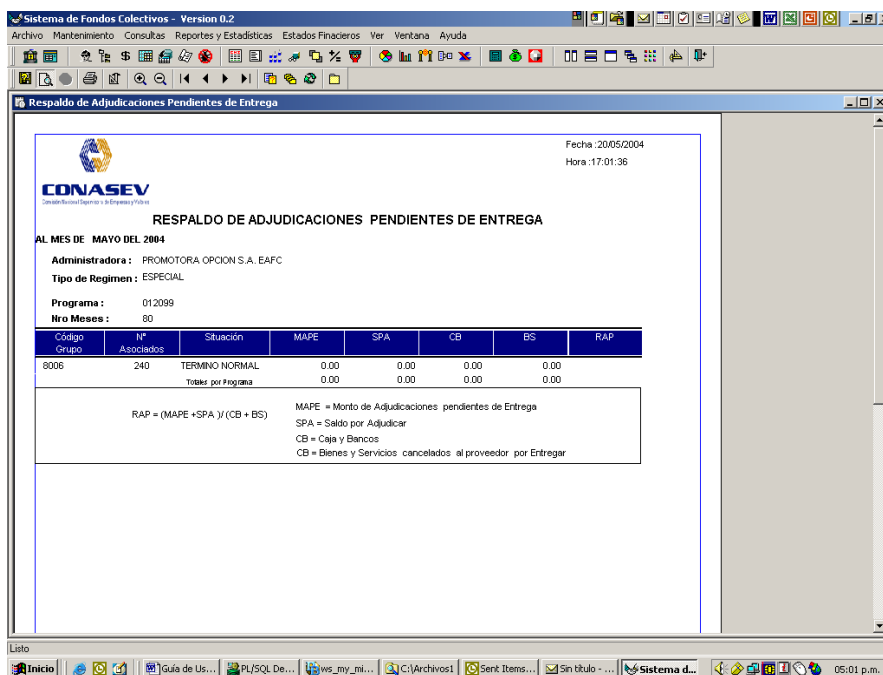 Sistema de Fondos Colectivos - Version 0.2
Archivo Mantenimiento Consultas Reportes y Estadísticas Estados Finacieros Ver Ventana Ayuda
Respaldo de Adjudicaciones Pendientes de Entrega
Fecha :20/05/2004
Hora :17:01:36
CONASEV
RESPALDO DE ADJUDICACIONES PENDIENTES DE ENTREGA
AL MES DE MAYO DEL 2004
Administradora : PROMOTORA OPCION S.A. EAFC
Tipo de Regimen : ESPECIAL
Programa : 012099
Nro Meses : 80
Código Grupo N° Asociados Situación MAPE SPA CB BS RAP
8006 240 TERMINO NORMAL 0.00 0.00 0.00 0.00
Totales por Programa 0.00 0.00 0.00 0.00
RAP = (MAPE +SPA )/ (CB + BS)
MAPE = Monto de Adjudicaciones pendientes de Entrega
SPA = Saldo por Adjudicar
CB = Caja y Bancos
CB = Bienes y Servicios cancelados al proveedor por Entregar
Listo
Inicio Guía de Us... PL/SQL De... ws_my_mi... C:\Archivos1 Sent Items... Sin título - ... Sistema d... 05:01 p.m.